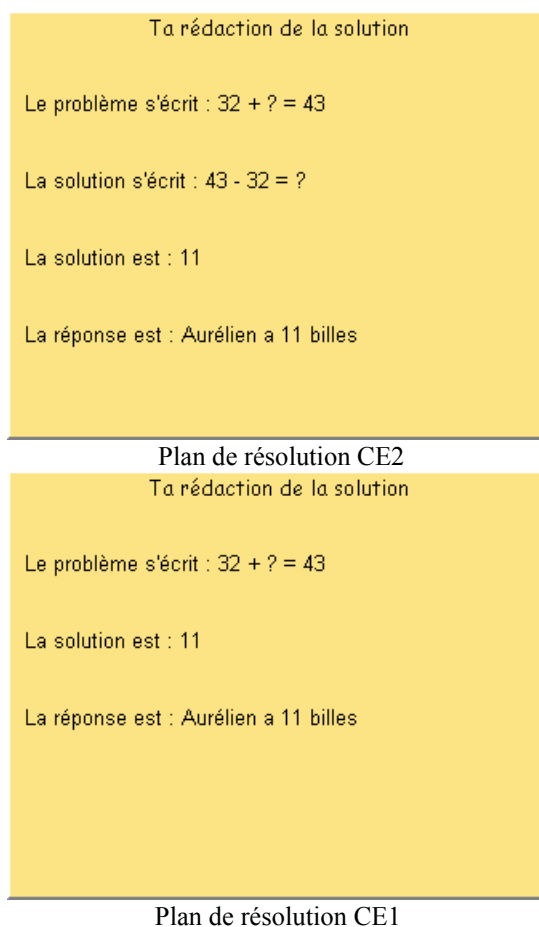 Ta rédaction de la solution
Le problème s'écrit : 32 + ? = 43
La solution s'écrit : 43 - 32 = ?
La solution est : 11
La réponse est : Aurélien a 11 billes
Plan de résolution CE2
Ta rédaction de la solution
Le problème s'écrit : 32 + ? = 43
La solution est : 11
La réponse est : Aurélien a 11 billes
Plan de résolution CE1